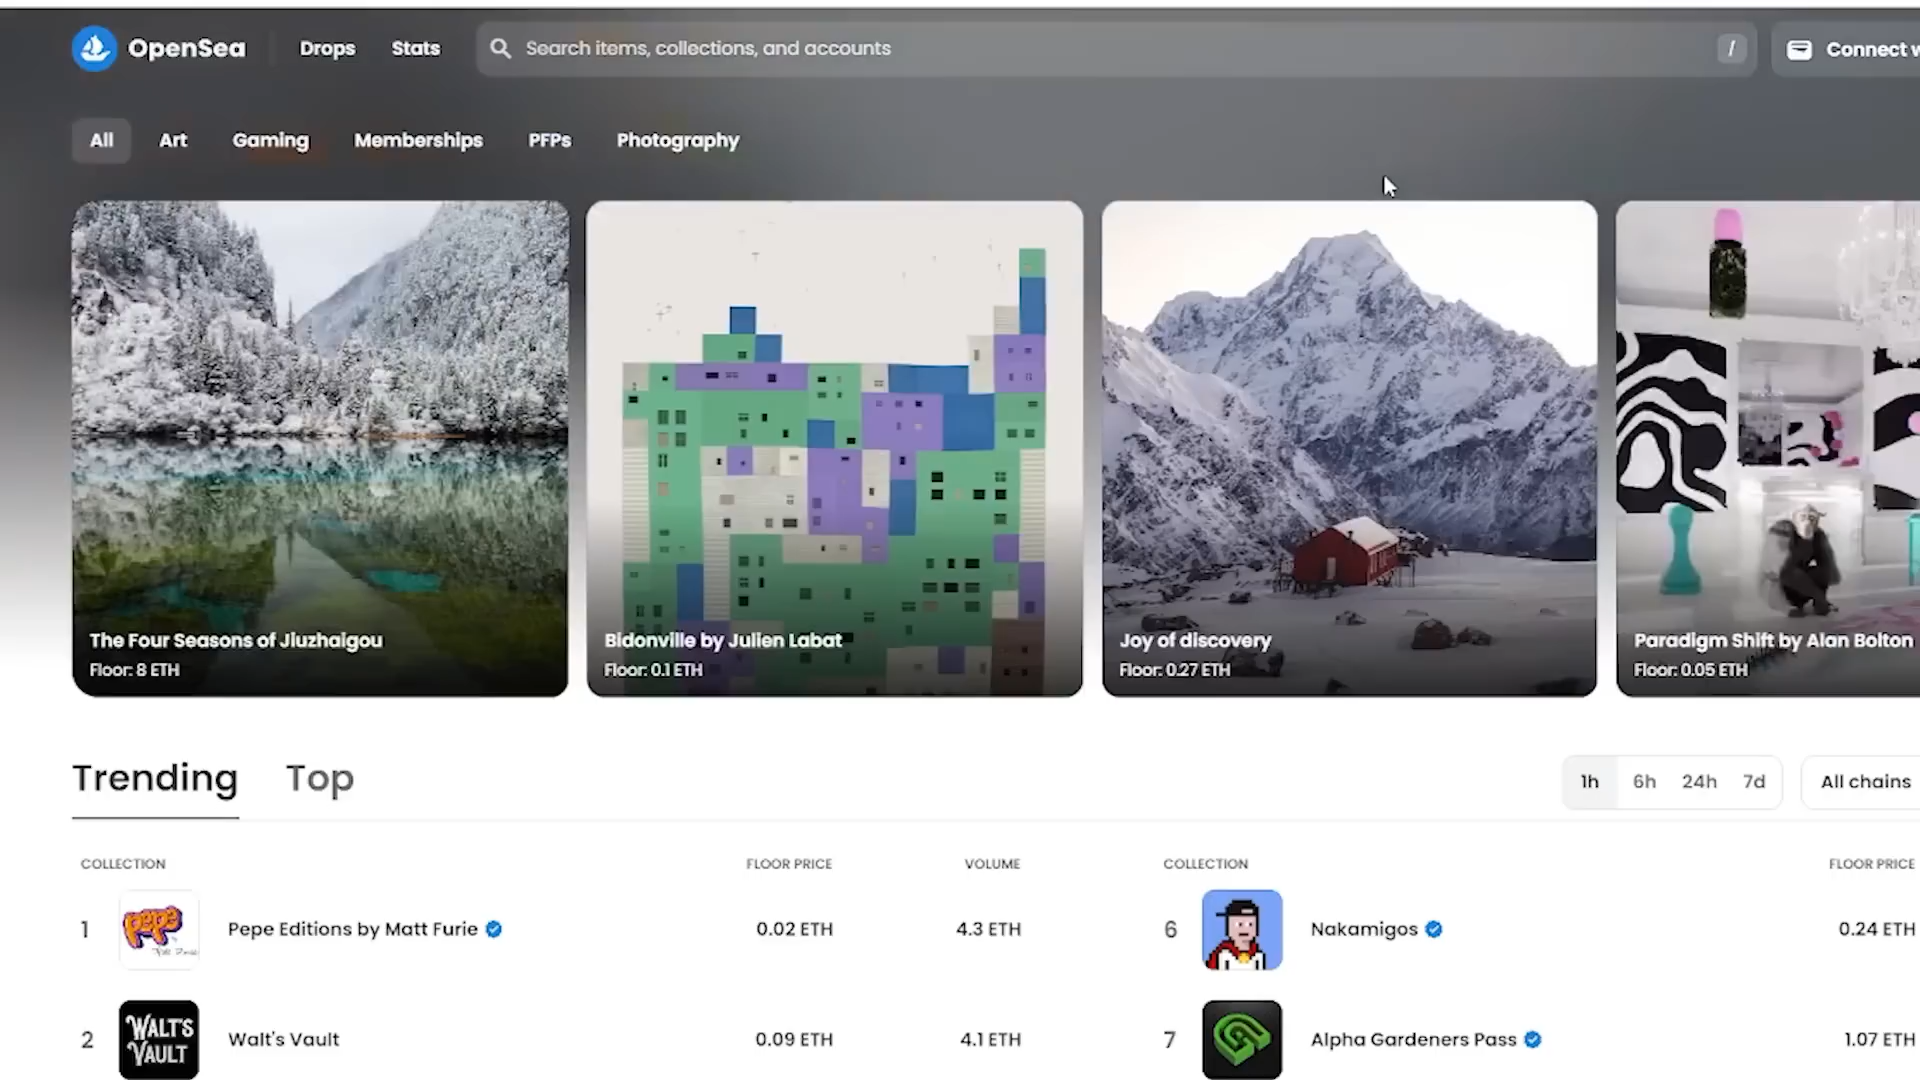 OpenSea
Drops
Stats
Search items, collections, and accounts
/
Connect
All
Art
Gaming
Memberships
PFPs
Photography
The Four Seasons of Jiuzhaigou
Floor: 8 ETH
Bidonville by Julien Labat
Floor: 0.1 ETH
Joy of discovery
Floor: 0.27 ETH
Paradigm Shift by Alan Bolton
Floor: 0.05 ETH
Trending
Top
1h
6h
24h
7d
All chains
COLLECTION
FLOOR PRICE
VOLUME
COLLECTION
FLOOR PRICE
1
pepe
Pepe Editions by Matt Furie
0.02 ETH
4.3 ETH
6
Nakamigos
0.24 ETH
2
WALT'S
VAULT
Walt's Vault
0.09 ETH
4.1 ETH
7
Alpha Gardeners Pass
1.07 ETH